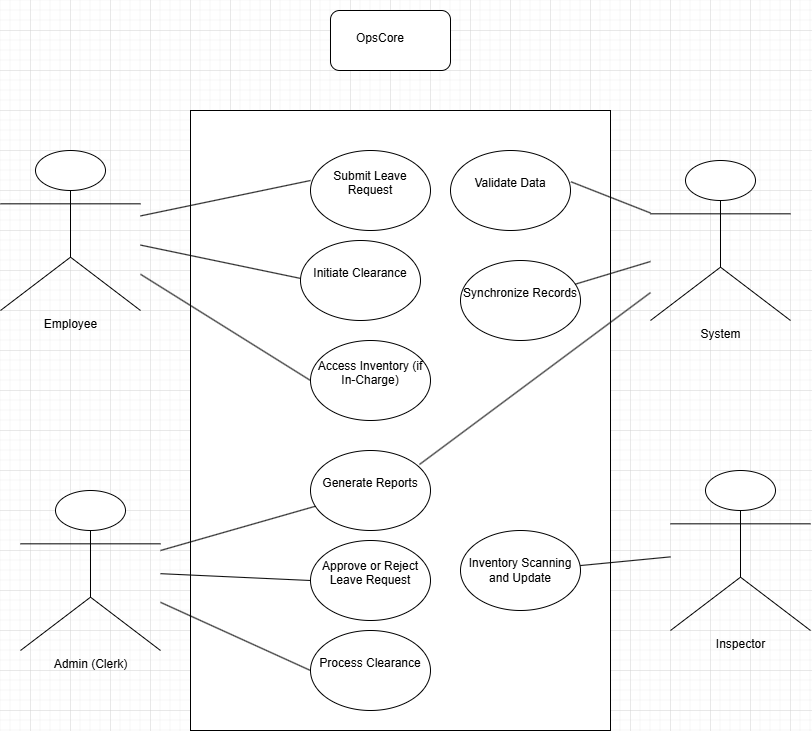 OpsCore
Submit Leave
Request
Validate Data
Initiate Clearance
Synchronize Records
Employee
System
Access Inventory (if
In-Charge)
Generate Reports
Approve or Reject
Leave Request
Inventory Scanning
and Update
Inspector
Admin (Clerk)
Process Clearance